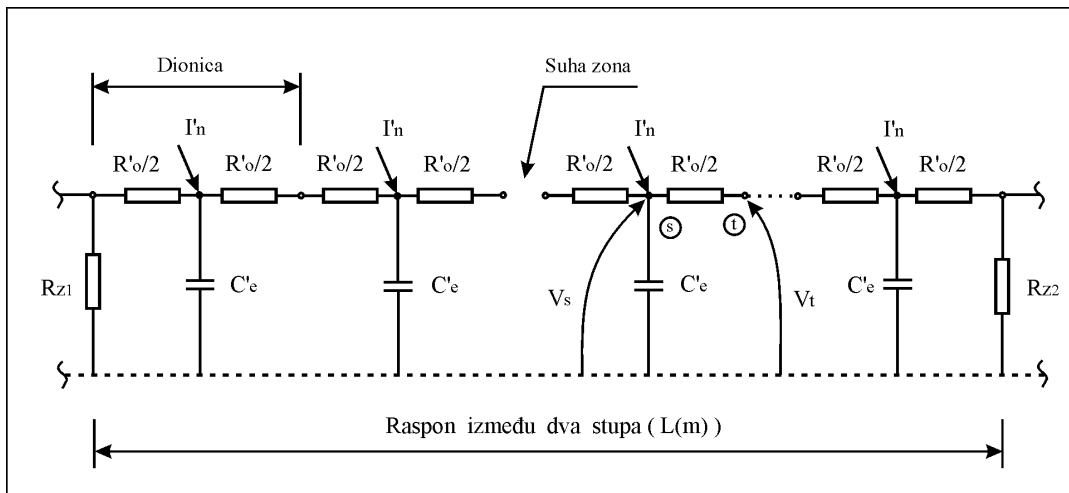 Dionica
Suha zona
I'n
I'n
I'n
I'n
R'o/2
R'o/2
R'o/2
R'o/2
R'o/2
R'o/2
R'o/2
R'o/2
s
t
Rz1
C'e
C'e
Vs
C'e
Vt
C'e
Rz2
Raspon između dva stupa ( L(m) )